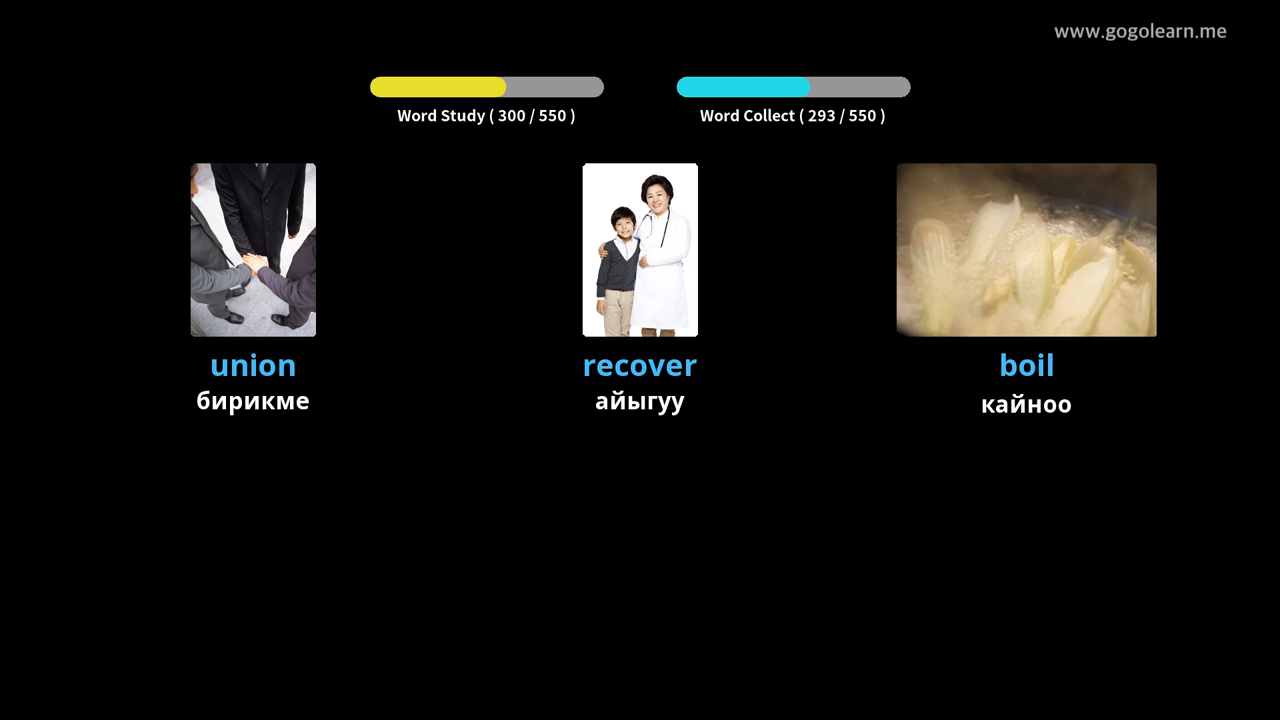 www.gogolearn.me
Word Study ( 300 / 550 )
Word Collect ( 293 / 550 )
union
бирикме
recover
айыгуу
boil
кайноо